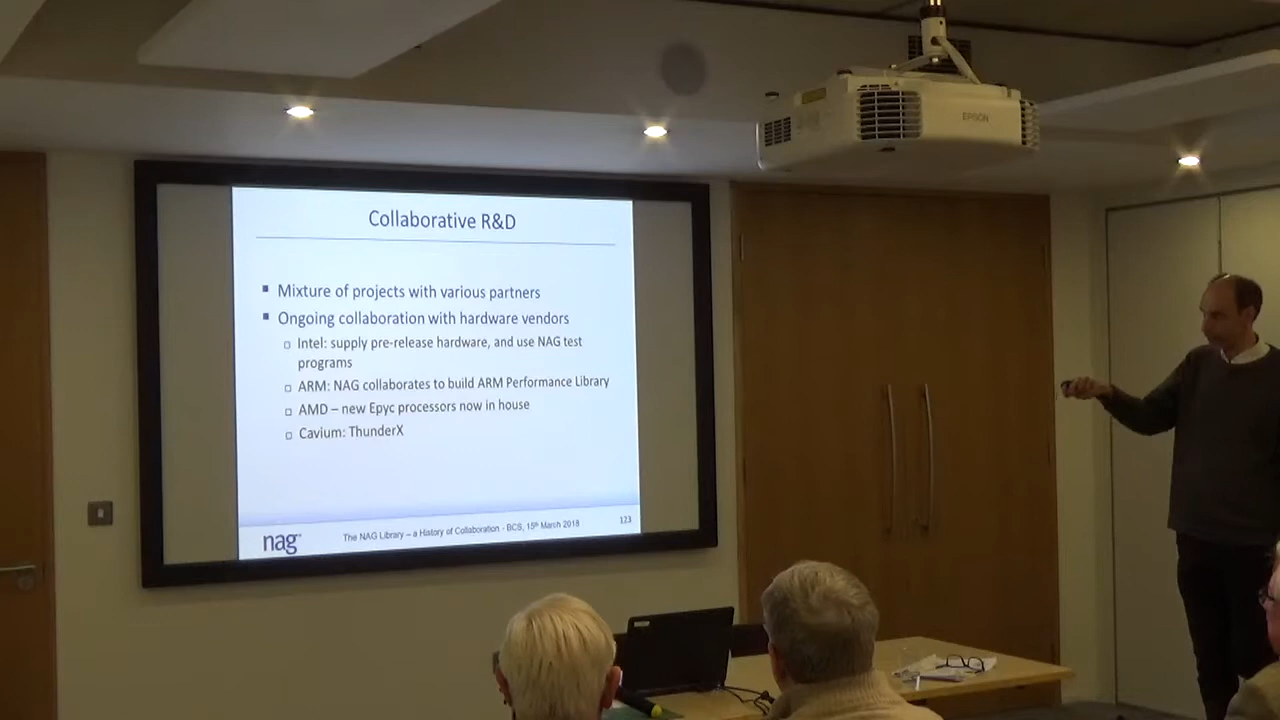 EPSON
Collaborative R&D
Mixture of projects with various partners
Ongoing collaboration with hardware vendors
Intel: supply pre-release hardware, and use NAG test
programs
ARM: NAG collaborates to build ARM Performance Library
AMD – new Epyc processors now in house
Cavium: ThunderX
nag
The NAG Library – a History of Collaboration - BCS, 15th March 2018
123